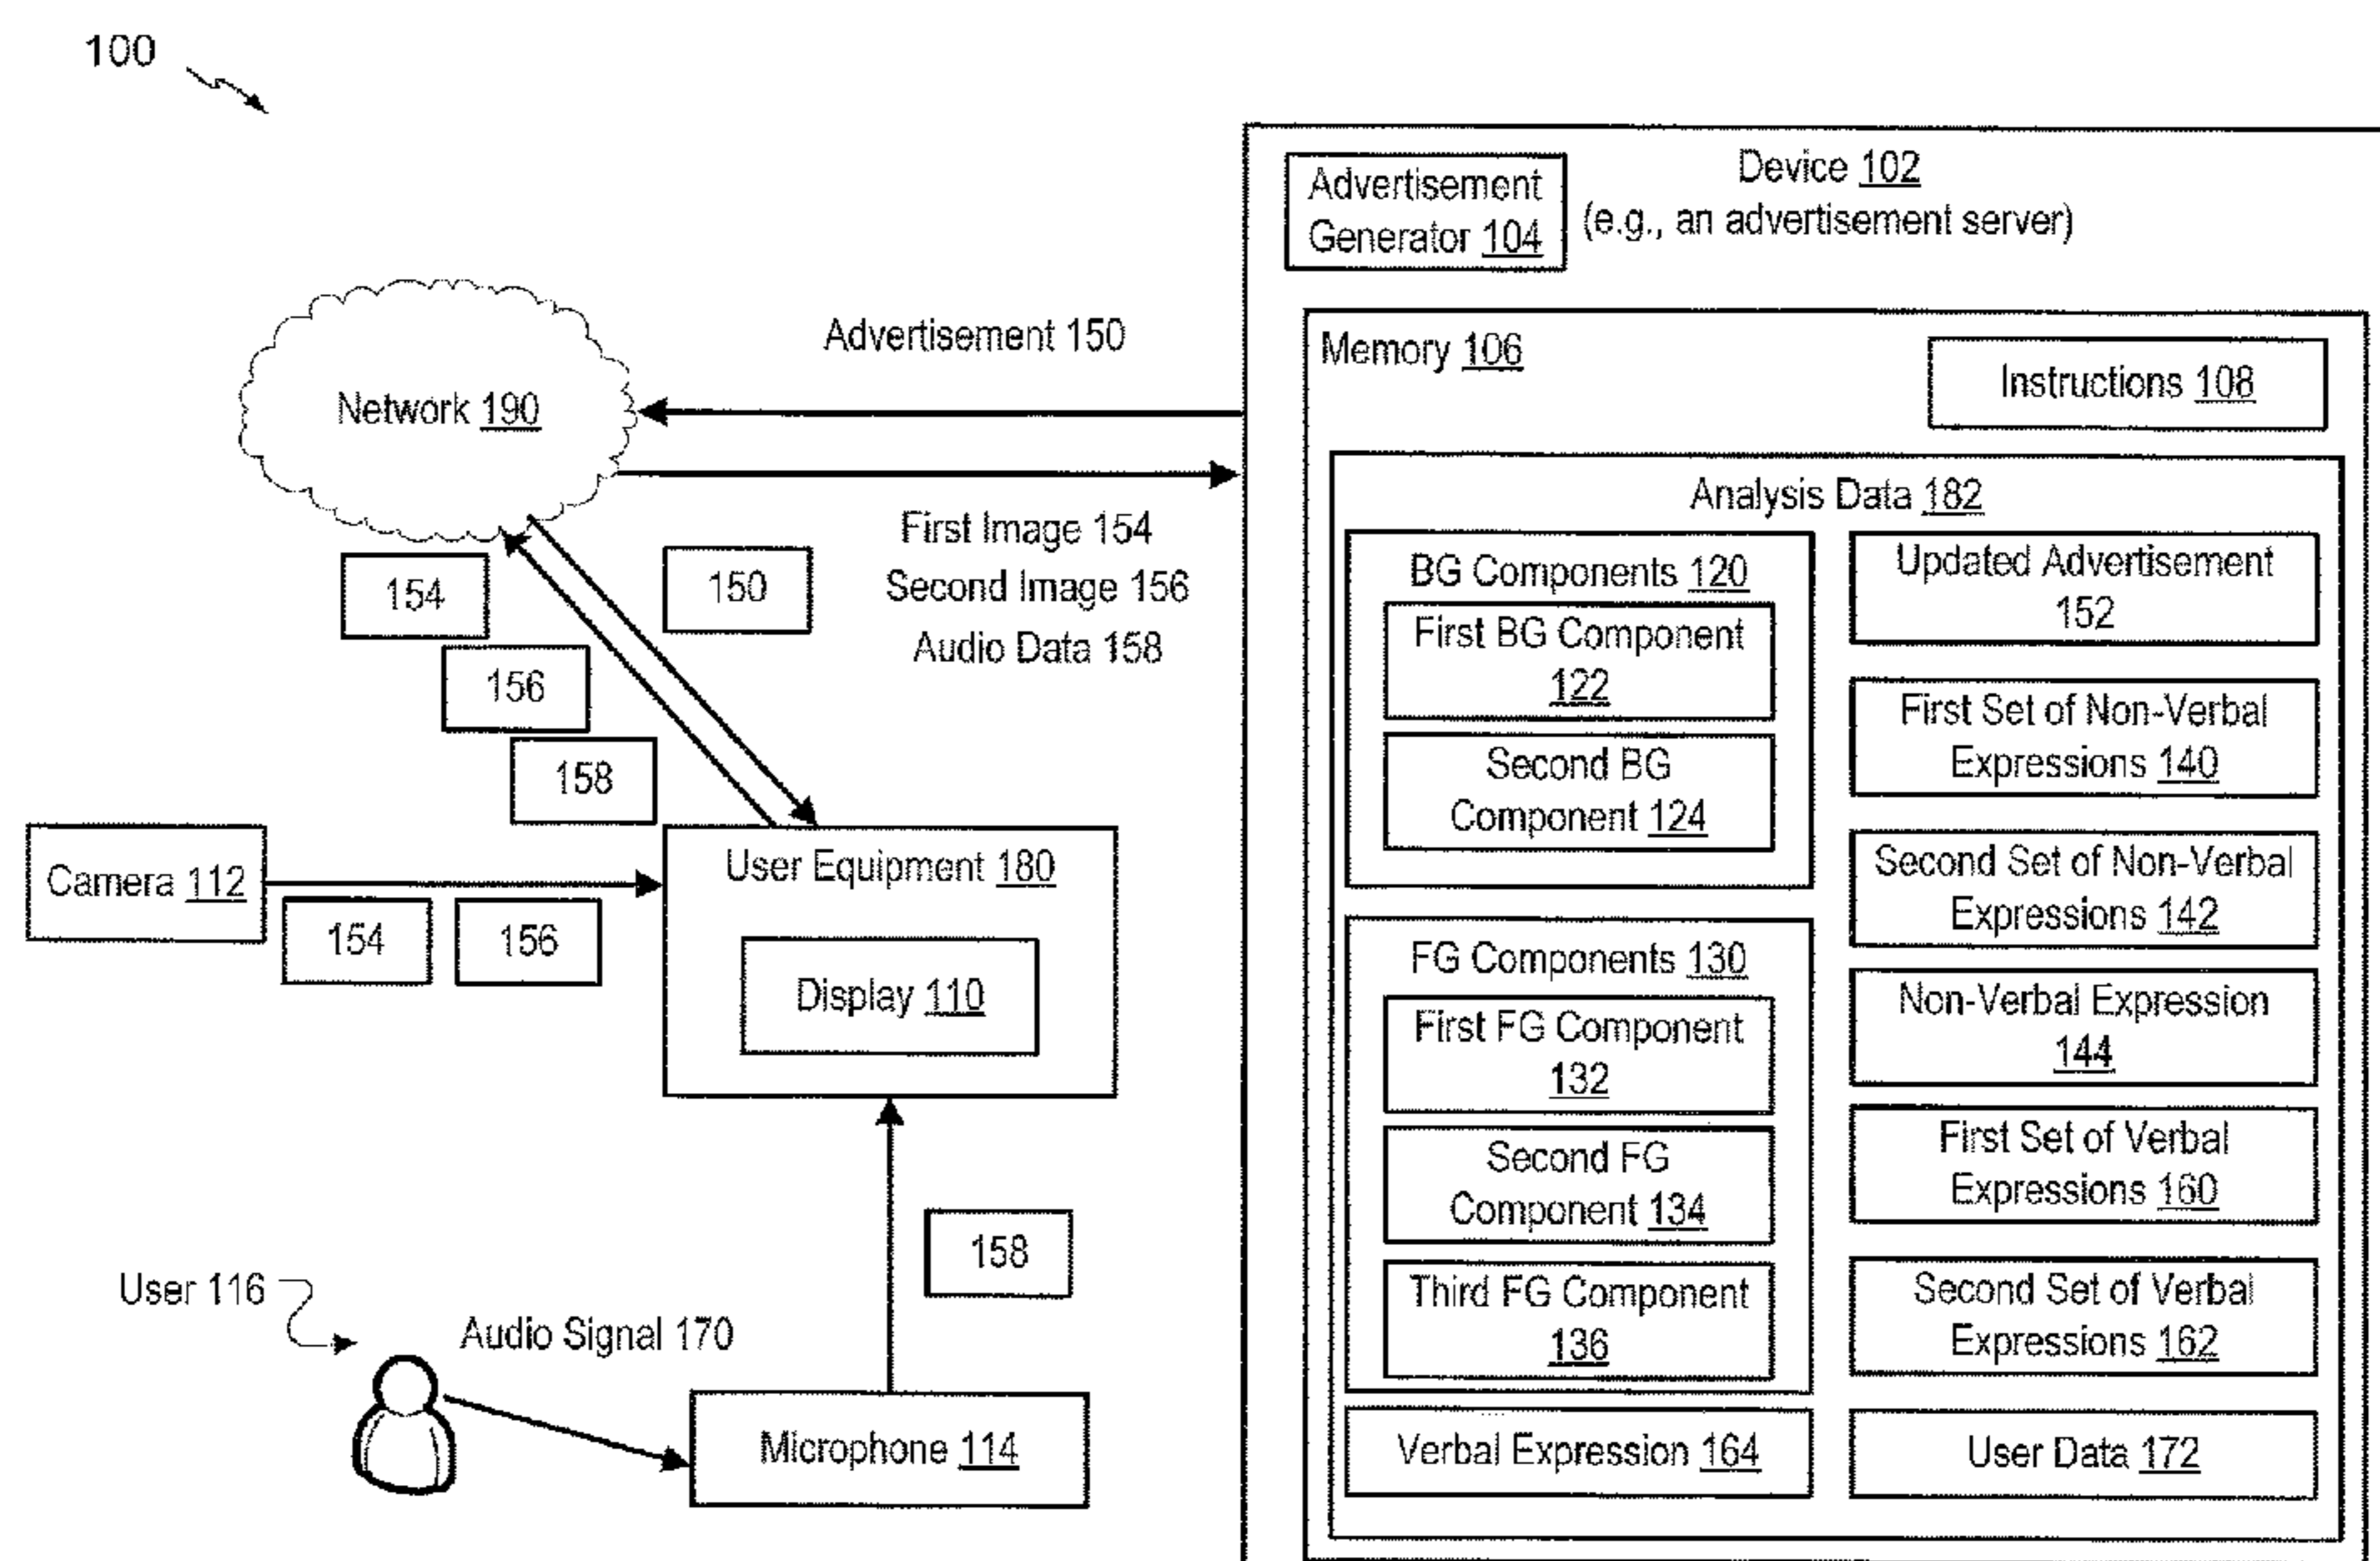 100
Device 102
(e.g., an advertisement server)
Advertisement
Generator 104
Memory 106
Instructions 108
Advertisement 150
Network 190
First Image 154
Second Image 156
Audio Data 158
154
156
158
150
Camera 112
154
156
User Equipment 180
Display 110
158
User 116
Audio Signal 170
Microphone 114
Analysis Data 182
BG Components 120
First BG Component
122
Second BG
Component 124
FG Components 130
First FG Component
132
Second FG
Component 134
Third FG Component
136
Verbal Expression 164
Updated Advertisement
152
First Set of Non-Verbal
Expressions 140
Second Set of Non-Verbal
Expressions 142
Non-Verbal Expression
144
First Set of Verbal
Expressions 160
Second Set of Verbal
Expressions 162
User Data 172